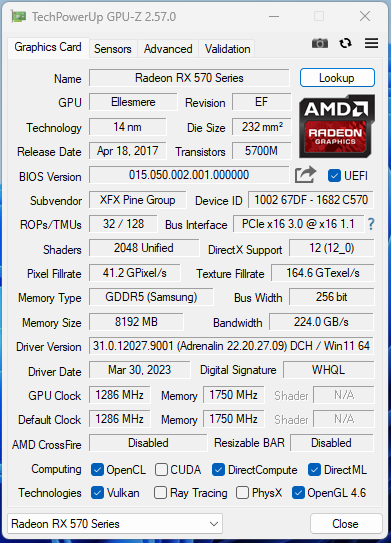 TechPowerUp GPU-Z 2.57.0
Graphics Card Sensors Advanced Validation
Name Radeon RX 570 Series Lookup
GPU Ellesmere Revision EF
Technology 14 nm Die Size 232 mm²
Release Date Apr 18, 2017 Transistors 5700M
AMD
RADEON
GRAPHICS
BIOS Version 015.050.002.001.000000 UEFI
Subvendor XFX Pine Group Device ID 1002 67DF - 1682 C570
ROPs/TMUs 32 / 128 Bus Interface PCIe x16 3.0 @ x16 1.1 ?
Shaders 2048 Unified DirectX Support 12 (12_0)
Pixel Fillrate 41.2 GPixel/s Texture Fillrate 164.6 GTexel/s
Memory Type GDDR5 (Samsung) Bus Width 256 bit
Memory Size 8192 MB Bandwidth 224.0 GB/s
Driver Version 31.0.12027.9001 (Adrenalin 22.20.27.09) DCH / Win11 64
Driver Date Mar 30, 2023 Digital Signature WHQL
GPU Clock 1286 MHz Memory 1750 MHz Shader N/A
Default Clock 1286 MHz Memory 1750 MHz Shader N/A
AMD CrossFire Disabled Resizable BAR Disabled
Computing OpenCL CUDA DirectCompute DirectML
Technologies Vulkan Ray Tracing PhysX OpenGL 4.6
Radeon RX 570 Series Close